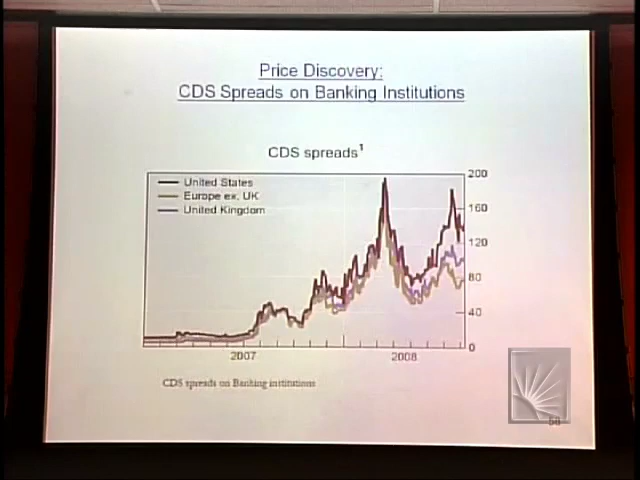 Price Discovery:
CDS Spreads on Banking Institutions
CDS spreads1
United States
Europe ex. UK
United Kingdom
200
160
120
80
40
0
2007
2008
CDS spreads on Banking institutions
58